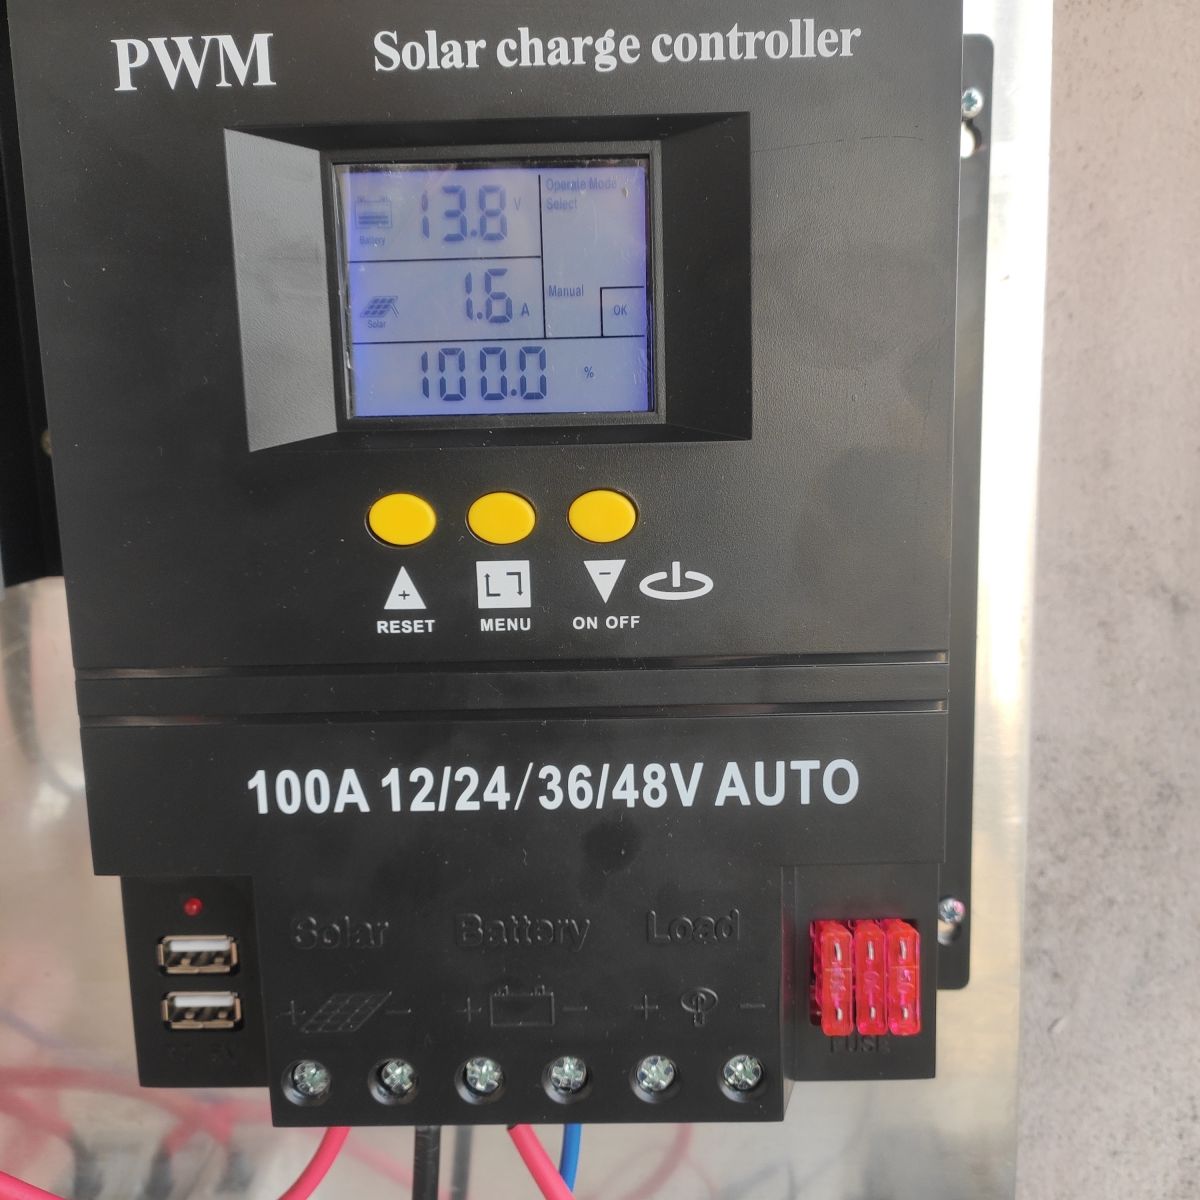 PWM Solar charge controller
13.8 V
Battery
Operate Mode
Select
1.6 A
Solar
Manual
OK
100.0 %
RESET MENU ON OFF
100A 12/24/36/48V AUTO
Solar Battery Load
+ - + - + -
FUSE